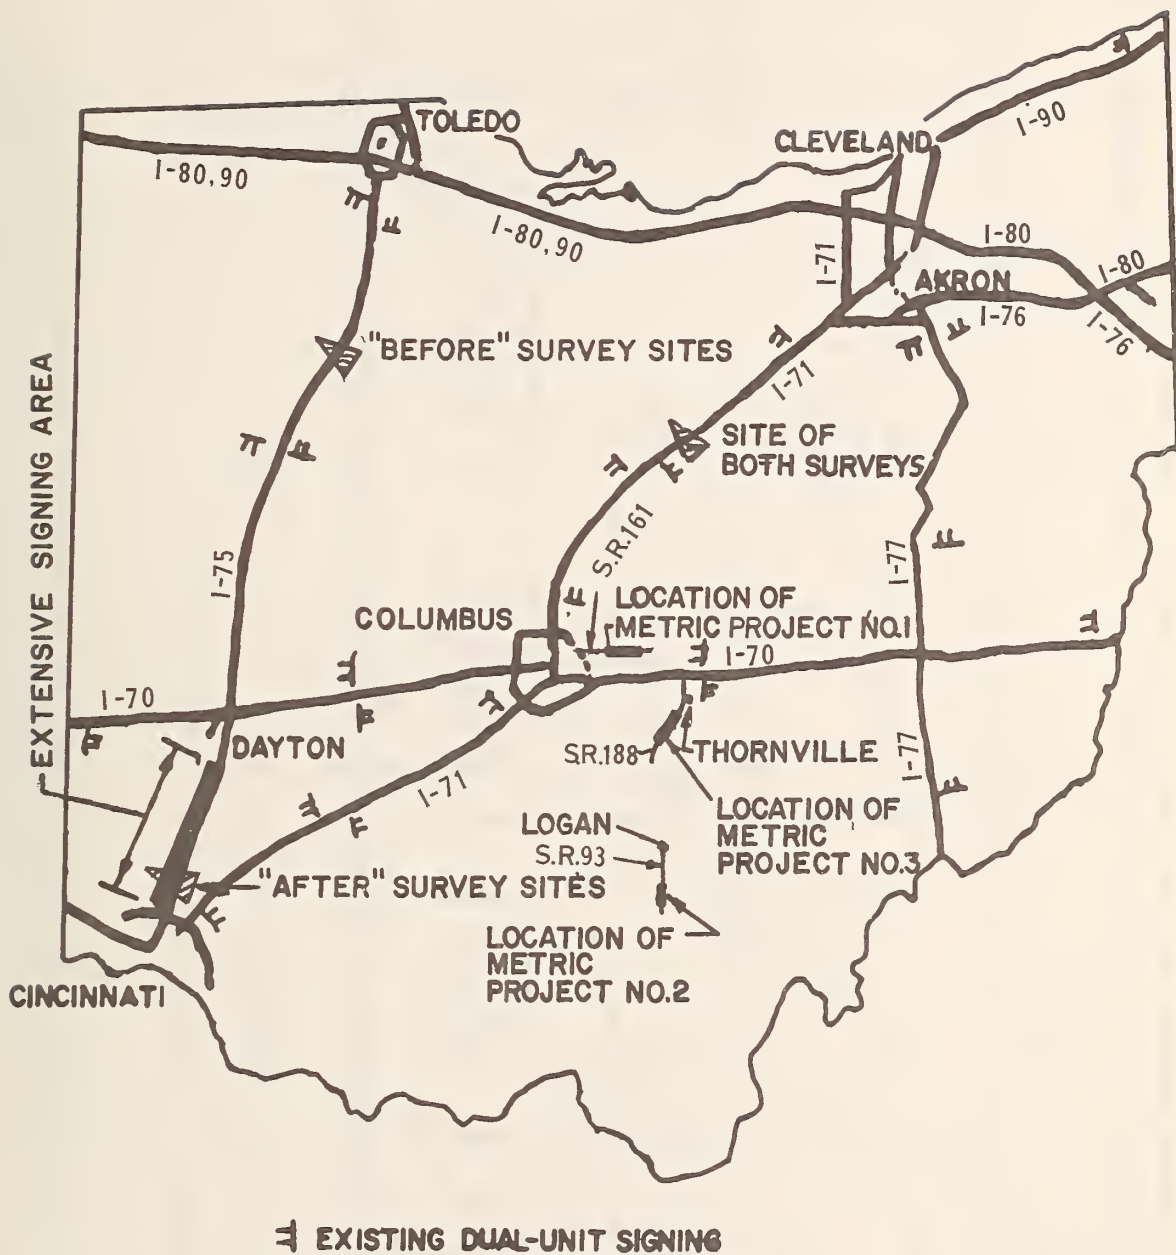 TOLEDO
CLEVELAND
I-90
I-80,90
I-80,90
I-71
I-80
AKRON
I-80
I-76
I-76
"BEFORE" SURVEY SITES
I-71
SITE OF
BOTH SURVEYS
EXTENSIVE SIGNING AREA
I-75
S.R.161
I-77
COLUMBUS
LOCATION OF
METRIC PROJECT NO.1
I-70
I-70
DAYTON
S.R.188
THORNVILLE
I-77
I-71
LOCATION OF
METRIC
PROJECT NO.3
LOGAN
S.R.93
"AFTER" SURVEY SITES
LOCATION OF
METRIC
PROJECT NO.2
CINCINNATI
EXISTING DUAL-UNIT SIGNING